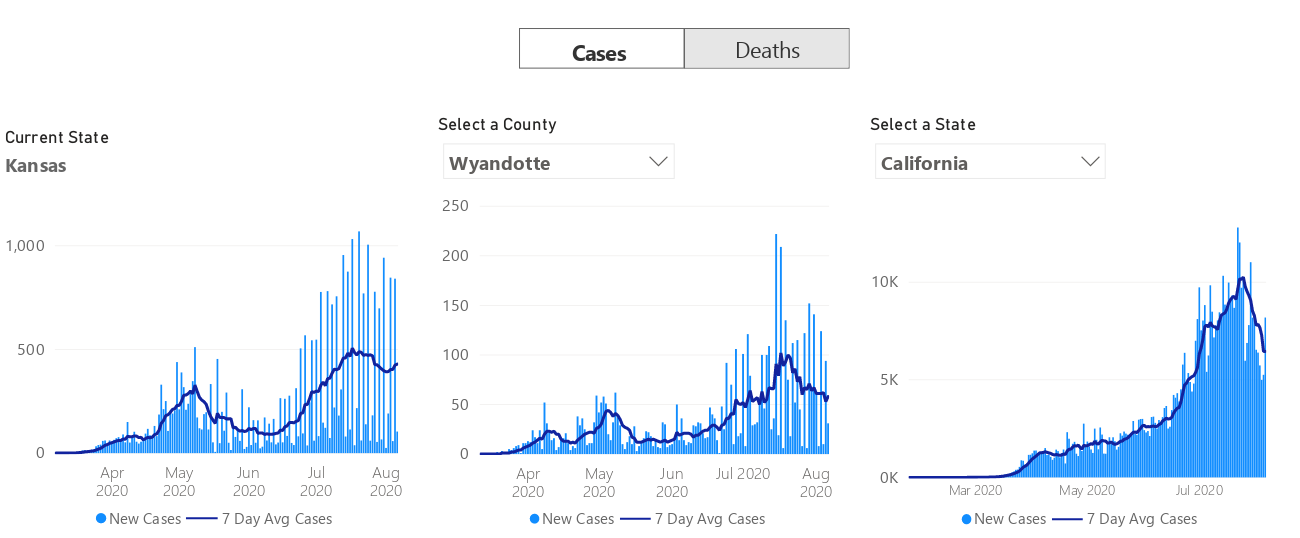 Cases
Deaths
Current State
Kansas
1,000
500
0
Apr
2020
May
2020
Jun
2020
Jul
2020
Aug
2020
New Cases
7 Day Avg Cases
Select a County
Wyandotte
250
200
150
100
50
0
Apr
2020
May
2020
Jun
2020
Jul 2020
Aug
2020
New Cases
7 Day Avg Cases
Select a State
California
10K
5K
0K
Mar 2020
May 2020
Jul 2020
New Cases
7 Day Avg Cases